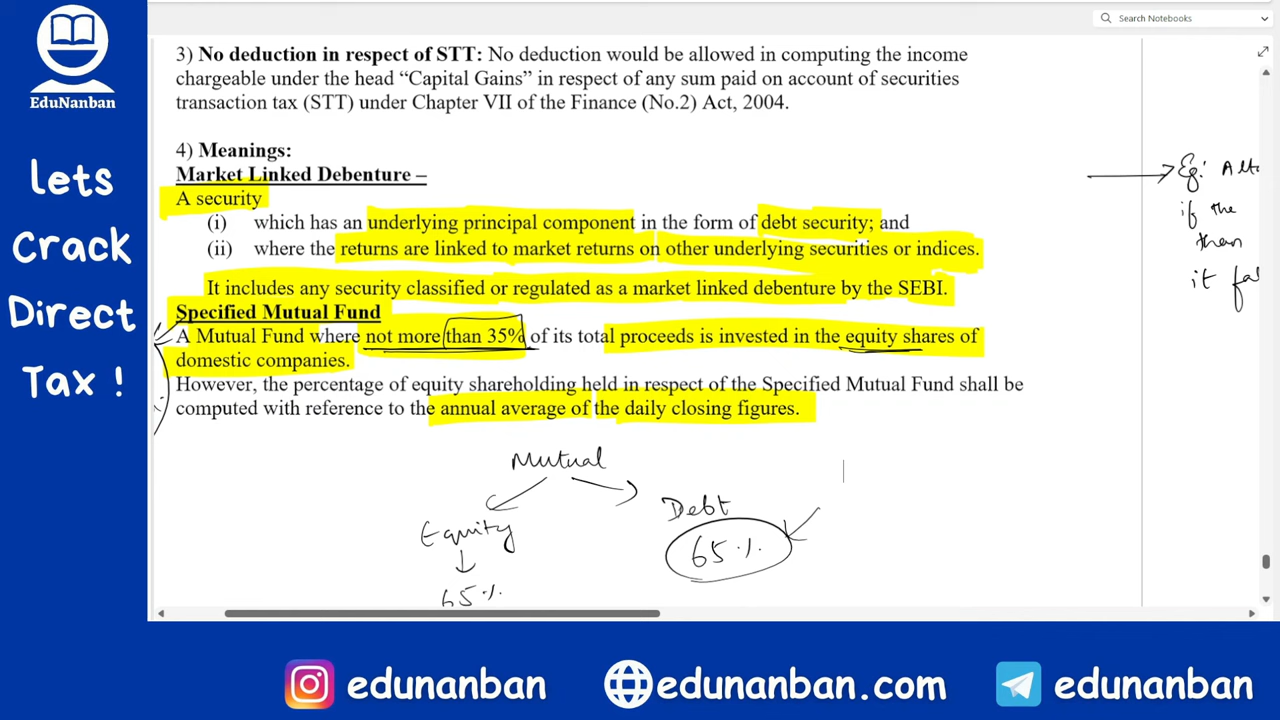 EduNanban
Lets
Crack
Direct
Tax !
Search Notebooks
3) No deduction in respect of STT: No deduction would be allowed in computing the income
chargeable under the head “Capital Gains” in respect of any sum paid on account of securities
transaction tax (STT) under Chapter VII of the Finance (No.2) Act, 2004.
4) Meanings:
Market Linked Debenture –
A security
(i) which has an underlying principal component in the form of debt security; and
(ii) where the returns are linked to market returns on other underlying securities or indices.
It includes any security classified or regulated as a market linked debenture by the SEBI.
Specified Mutual Fund
A Mutual Fund where not more than 35% of its total proceeds is invested in the equity shares of
domestic companies.
However, the percentage of equity shareholding held in respect of the Specified Mutual Fund shall be
computed with reference to the annual average of the daily closing figures.
Eg:
if the
than
it
Mutual
Equity
65%
Debt
65%
edunanban
edunanban.com
edunanban